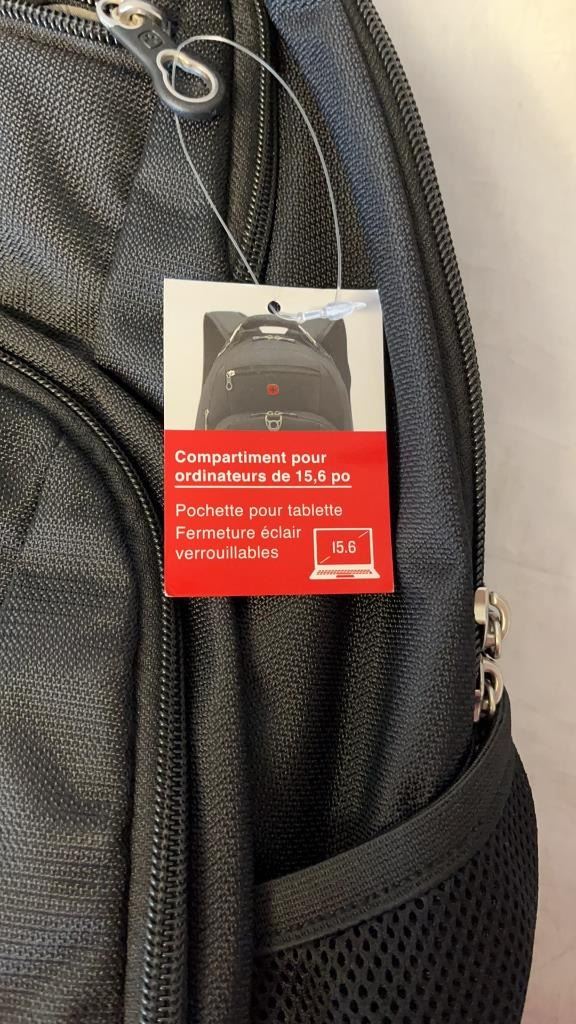 Compartiment pour
ordinateurs de 15,6 po
Pochette pour tablette
Fermeture éclair
verrouillables
15.6